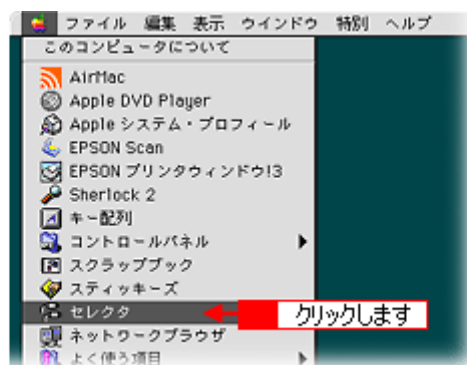 ファイル 編集 表示 ウインドウ 特別 ヘルプ
このコンピュータについて
AirMac
Apple DVD Player
Apple システム・プロフィール
EPSON Scan
EPSON プリンタウィンドウ!3
Sherlock 2
キー配列
コントロールパネル
スクラップブック
スティッキーズ
セレクタ クリックします
ネットワークブラウザ
よく使う項目